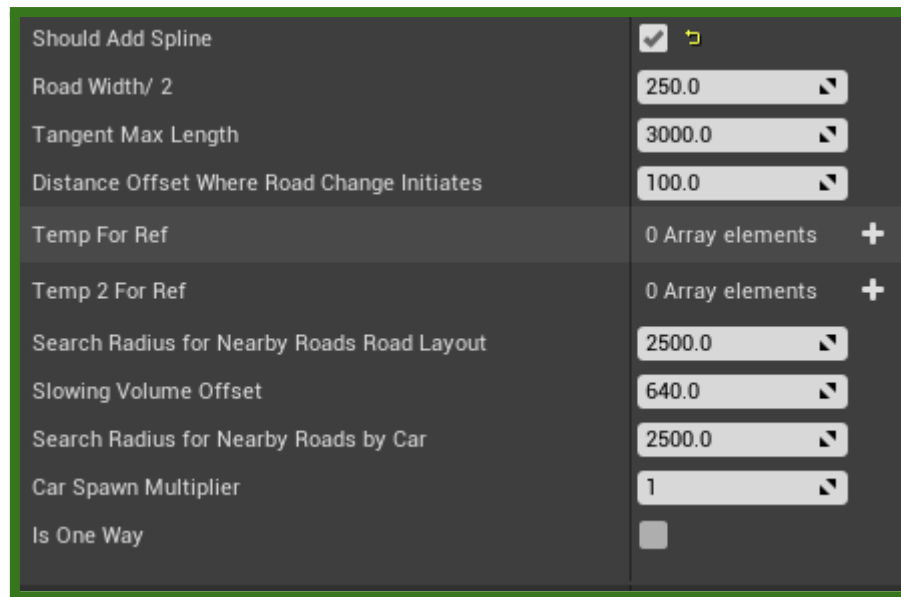 Should Add Spline
Road Width/ 2 250.0
Tangent Max Length 3000.0
Distance Offset Where Road Change Initiates 100.0
Temp For Ref 0 Array elements
Temp 2 For Ref 0 Array elements
Search Radius for Nearby Roads Road Layout 2500.0
Slowing Volume Offset 640.0
Search Radius for Nearby Roads by Car 2500.0
Car Spawn Multiplier 1
Is One Way